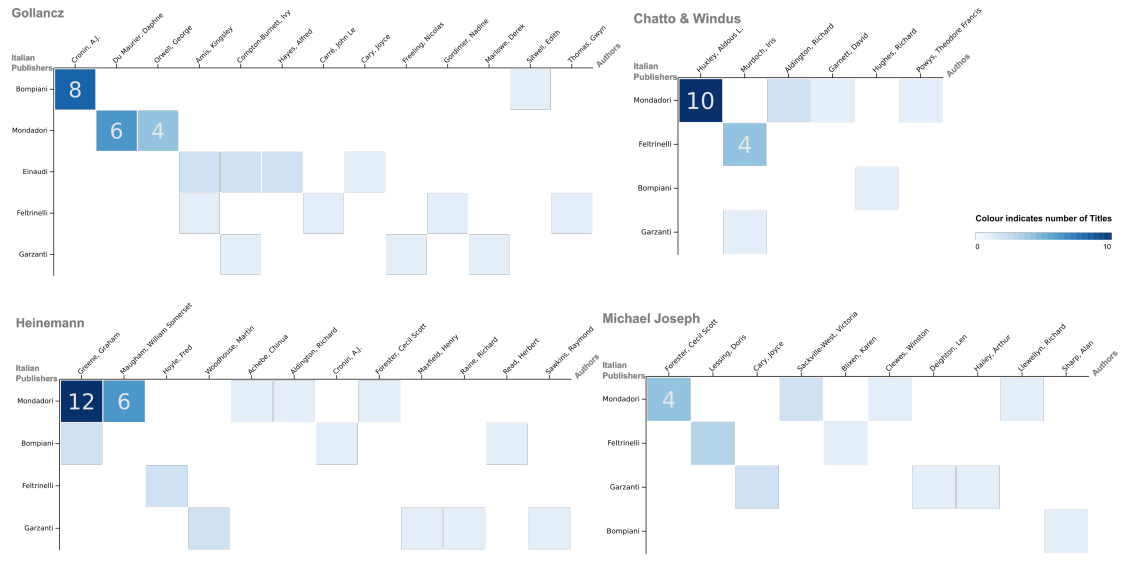 Gollancz
Cronin, A.J.
Du Maurier, Daphne
Orwell, George
Amis, Kingsley
Compton-Burnett, Ivy
Hayes, Alfred
Carré, John Le
Cary, Joyce
Freeling, Nicolas
Gordimer, Nadine
Marlowe, Derek
Sitwell, Edith
Thomas, Gwyn
Authors
Italian
Publishers
Bompiani
8
Mondadori
6
4
Einaudi
Feltrinelli
Garzanti
Chatto & Windus
Huxley, Aldous L.
Murdoch, Iris
Aldington, Richard
Garnett, David
Hughes, Richard
Powys, Theodore Francis
Authos
Italian
Publishers
Mondadori
10
Feltrinelli
4
Bompiani
Garzanti
Colour indicates number of Titles
0
10
Heinemann
Greene, Graham
Maugham, William Somerset
Hoyle, Fred
Woodhouse, Martin
Achebe, Chinua
Aldington, Richard
Cronin, A.J.
Forester, Cecil Scott
Maxfield, Henry
Raine, Richard
Read, Herbert
Sawkins, Raymond
Authors
Italian
Publishers
Mondadori
12
6
Bompiani
Feltrinelli
Garzanti
Michael Joseph
Forester, Cecil Scott
Lessing, Doris
Cary, Joyce
Sackville-West, Victoria
Blixen, Karen
Clewes, Winston
Deighton, Len
Hailey, Arthur
Llewellyn, Richard
Sharp, Alan
Authors
Italian
Publishers
Mondadori
4
Feltrinelli
Garzanti
Bompiani